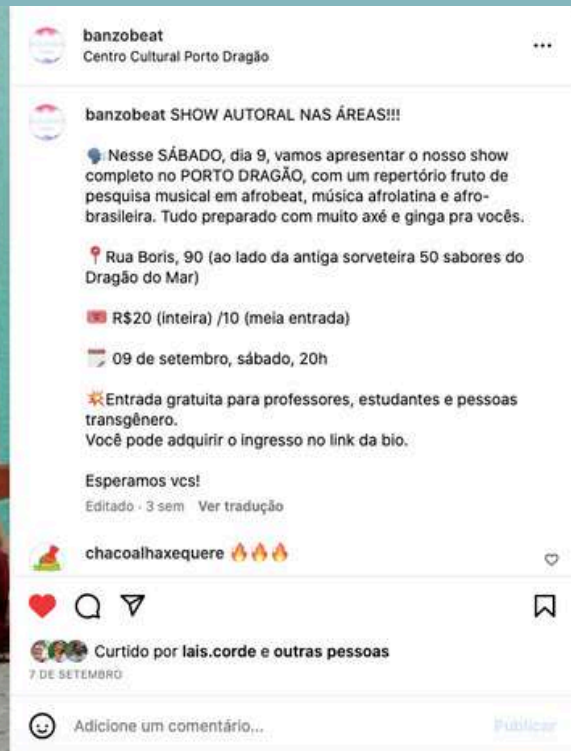 banzobeat
Centro Cultural Porto Dragão
banzobeat SHOW AUTORAL NAS ÁREAS!!!
🗣️Nesse SÁBADO, dia 9, vamos apresentar o nosso show
completo no PORTO DRAGÃO, com um repertório fruto de
pesquisa musical em afrobeat, música afrolatina e afro-
brasileira. Tudo preparado com muito axé e ginga pra vocês.
📍Rua Boris, 90 (ao lado da antiga sorveteira 50 sabores do
Dragão do Mar)
🎟️ R$20 (inteira) /10 (meia entrada)
🗓️ 09 de setembro, sábado, 20h
💥Entrada gratuita para professores, estudantes e pessoas
transgênero.
Você pode adquirir o ingresso no link da bio.
Esperamos vcs!
Editado · 3 sem Ver tradução
chacoalhaxequere 🔥🔥🔥
Curtido por lais.corde e outras pessoas
7 DE SETEMBRO
Adicione um comentário... Publicar